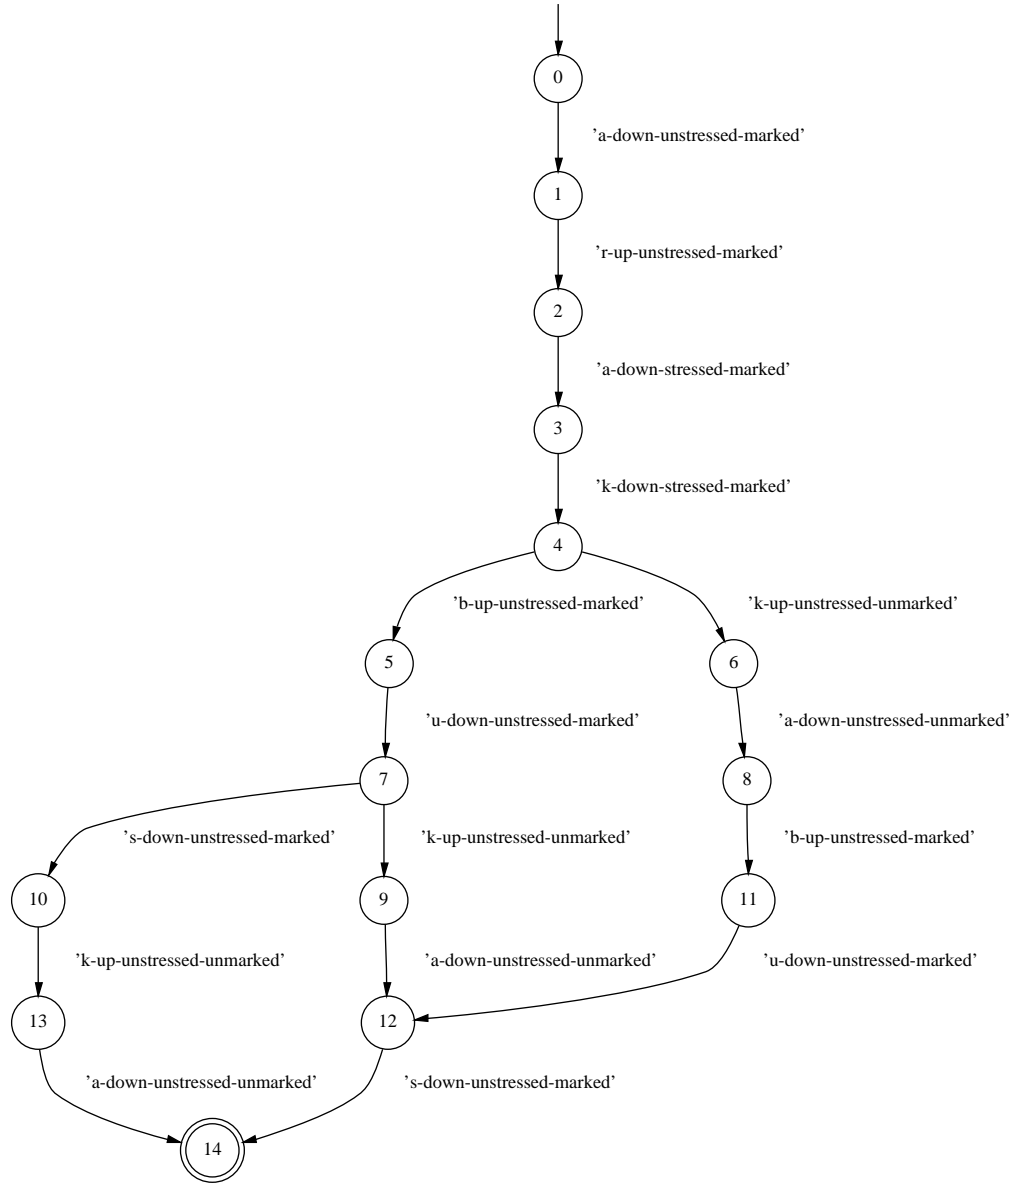 0
’a-down-unstressed-marked’
1
’r-up-unstressed-marked’
2
’a-down-stressed-marked’
3
’k-down-stressed-marked’
4
’b-up-unstressed-marked’ ’k-up-unstressed-unmarked’
5 6
’u-down-unstressed-marked’ ’a-down-unstressed-unmarked’
7 8
’s-down-unstressed-marked’ ’k-up-unstressed-unmarked’ ’b-up-unstressed-marked’
10 9 11
’k-up-unstressed-unmarked’ ’a-down-unstressed-unmarked’ ’u-down-unstressed-marked’
13 12
’a-down-unstressed-unmarked’ ’s-down-unstressed-marked’
14